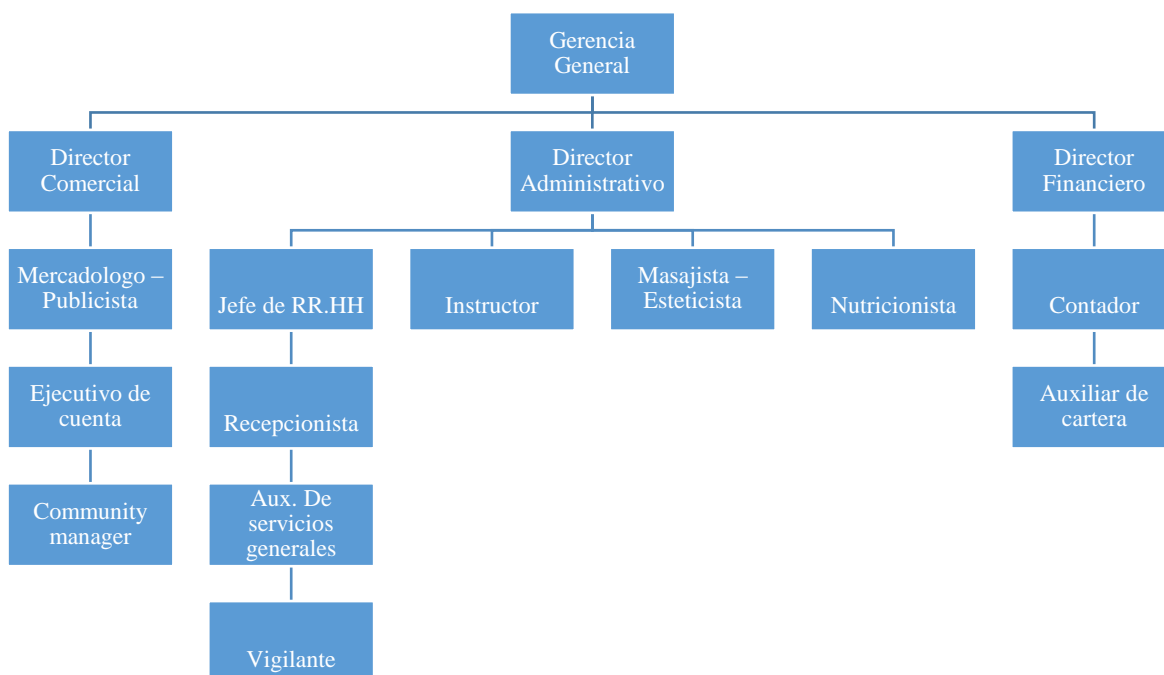 Gerencia
General
Director
Comercial
Director
Administrativo
Director
Financiero
Mercadologo –
Publicista
Jefe de RR.HH
Instructor
Masajista –
Esteticista
Nutricionista
Contador
Ejecutivo de
cuenta
Recepcionista
Auxiliar de
cartera
Community
manager
Aux. De
servicios
generales
Vigilante